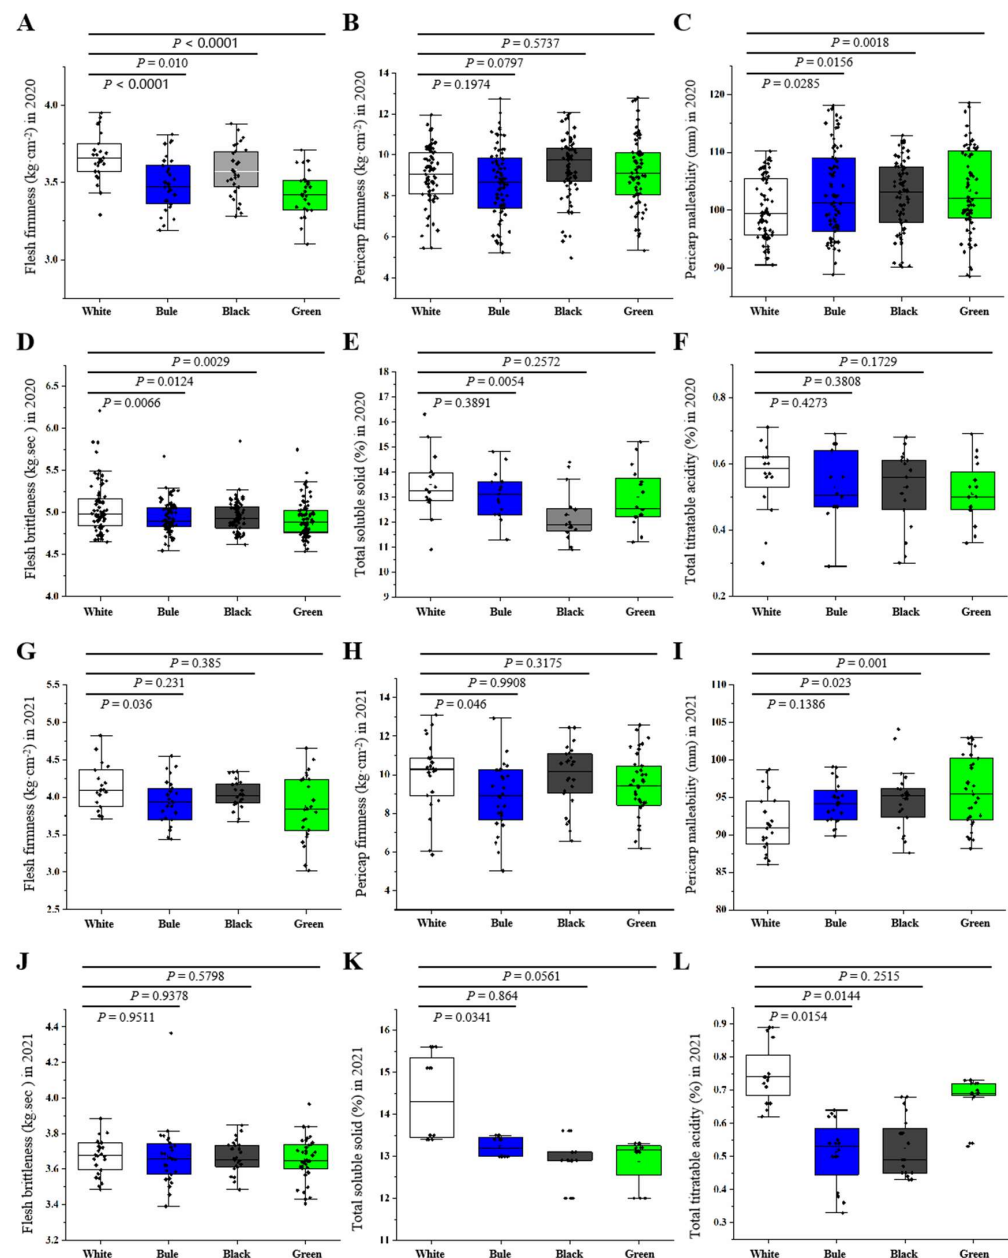 A
P < 0.0001
P = 0.010
P < 0.0001
Flesh firmness (kg·cm⁻²) in 2020
4.0
3.5
3.0
White Bule Black Green
B
P = 0.5737
P = 0.0797
P = 0.1974
Pericarp firmness (kg·cm⁻²) in 2020
14
12
10
8
6
4
2
White Bule Black Green
C
P = 0.0018
P = 0.0156
P = 0.0285
Pericarp malleability (mm) in 2020
120
110
100
90
White Bule Black Green
D
P = 0.0029
P = 0.0124
P = 0.0066
Flesh brittleness (kg.sec ) in 2020
6.5
6.0
5.5
5.0
4.5
4.0
White Bule Black Green
E
P = 0.2572
P = 0.0054
P = 0.3891
Total soluble solid (%) in 2020
18
17
16
15
14
13
12
11
10
9
White Bule Black Green
F
P = 0.1729
P = 0.3808
P = 0.4273
Total titratable acidity (%) in 2020
0.8
0.6
0.4
0.2
White Bule Black Green
G
P = 0.385
P = 0.231
P = 0.036
Flesh firmness (kg·cm⁻²) in 2021
5.5
5.0
4.5
4.0
3.5
3.0
2.5
White Bule Black Green
H
P = 0.3175
P = 0.9908
P = 0.046
Pericap firmness (kg·cm⁻²) in 2021
14
12
10
8
6
4
White Bule Black Green
I
P = 0.001
P = 0.023
P = 0.1386
Pericarp malleability (mm) in 2021
110
105
100
95
90
85
80
White Bule Black Green
J
P = 0.5798
P = 0.9378
P = 0.9511
Flesh brittleness (kg.sec ) in 2021
4.4
4.2
4.0
3.8
3.6
3.4
3.2
White Bule Black Green
K
P = 0.0561
P = 0.864
P = 0.0341
Total soluble solid (%) in 2021
16
15
14
13
12
11
White Bule Black Green
L
P = 0. 2515
P = 0.0144
P = 0.0154
Total titratable acidity (%) in 2021
0.9
0.8
0.7
0.6
0.5
0.4
0.3
White Bule Black Green